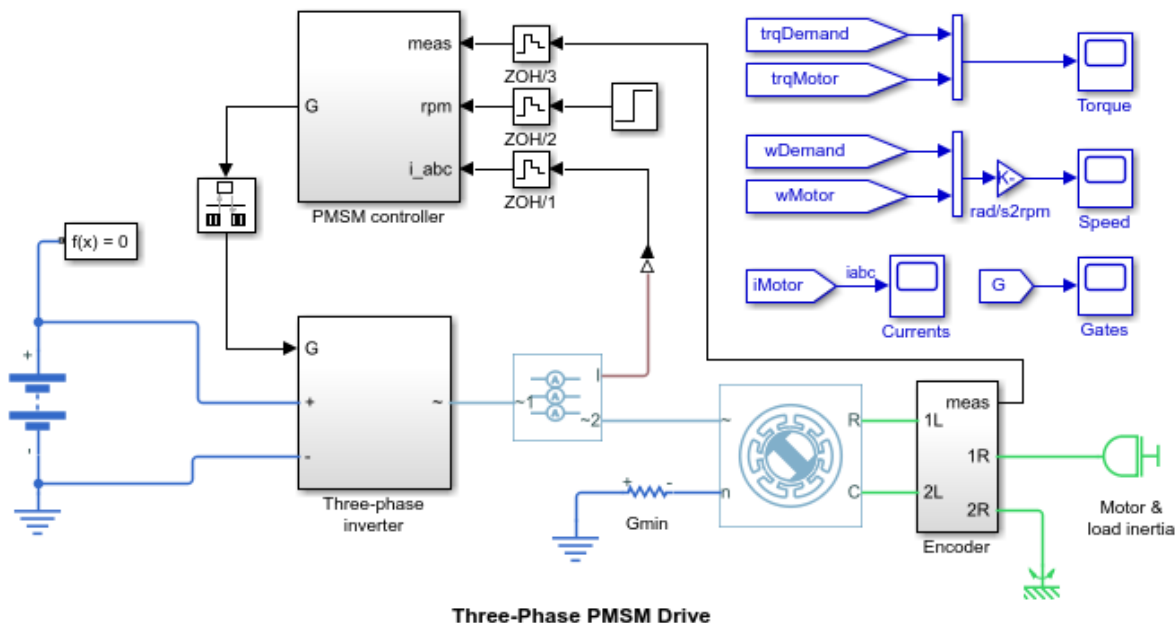 meas
rpm
i_abc
G
PMSM controller
ZOH/3
ZOH/2
ZOH/1
trqDemand
trqMotor
Torque
wDemand
wMotor
K-
rad/s2rpm
Speed
iMotor
iabc
Currents
G
Gates
f(x) = 0
+
-
G
+
-
~
Three-phase
inverter
~1
A
A
A
I
~2
~
n
R
C
+
-
Gmin
meas
1L
1R
2L
2R
Encoder
Motor &
load inertia
Three-Phase PMSM Drive